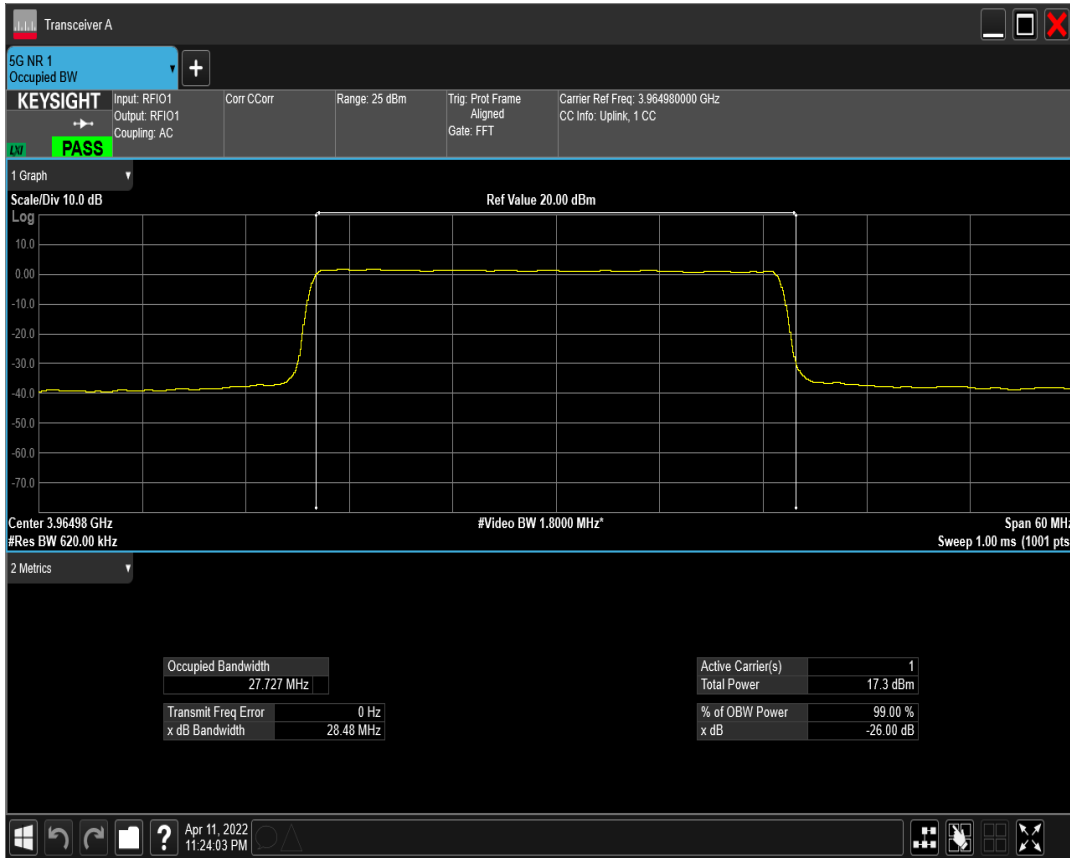 Transceiver A
5G NR 1
Occupied BW
KEYSIGHT
LXI
PASS
Input: RFIO1
Output: RFIO1
Coupling: AC
Corr CCorr
Range: 25 dBm
Trig: Prot Frame
Aligned
Gate: FFT
Carrier Ref Freq: 3.964980000 GHz
CC Info: Uplink, 1 CC
1 Graph
Scale/Div 10.0 dB
Ref Value 20.00 dBm
Log
10.0
0.00
-10.0
-20.0
-30.0
-40.0
-50.0
-60.0
-70.0
Center 3.96498 GHz
#Video BW 1.8000 MHz*
Span 60 MHz
#Res BW 620.00 kHz
Sweep 1.00 ms (1001 pts
2 Metrics
Occupied Bandwidth
27.727 MHz
Transmit Freq Error 0 Hz
x dB Bandwidth 28.48 MHz
Active Carrier(s) 1
Total Power 17.3 dBm
% of OBW Power 99.00 %
x dB -26.00 dB
?
Apr 11, 2022
11:24:03 PM